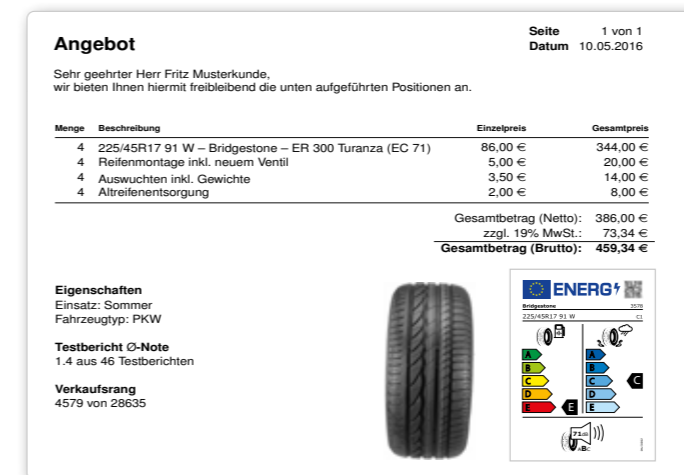 Angebot
Seite 1 von 1
Datum 10.05.2016
Sehr geehrter Herr Fritz Musterkunde,
wir bieten Ihnen hiermit freibleibend die unten aufgeführten Positionen an.
Menge Beschreibung Einzelpreis Gesamtpreis
4 225/45R17 91 W – Bridgestone – ER 300 Turanza (EC 71) 86,00 € 344,00 €
4 Reifenmontage inkl. neuem Ventil 5,00 € 20,00 €
4 Auswuchten inkl. Gewichte 3,50 € 14,00 €
4 Altreifenentsorgung 2,00 € 8,00 €
Gesamtbetrag (Netto): 386,00 €
zzgl. 19% MwSt.: 73,34 €
Gesamtbetrag (Brutto): 459,34 €
Eigenschaften
Einsatz: Sommer
Fahrzeugtyp: PKW
Testbericht Ø-Note
1.4 aus 46 Testberichten
Verkaufsrang
4579 von 28635
ENERG
Bridgestone 3578
225/45R17 91 W C1
A A
B B
C C C
D D
E E E
71 dB
ABC